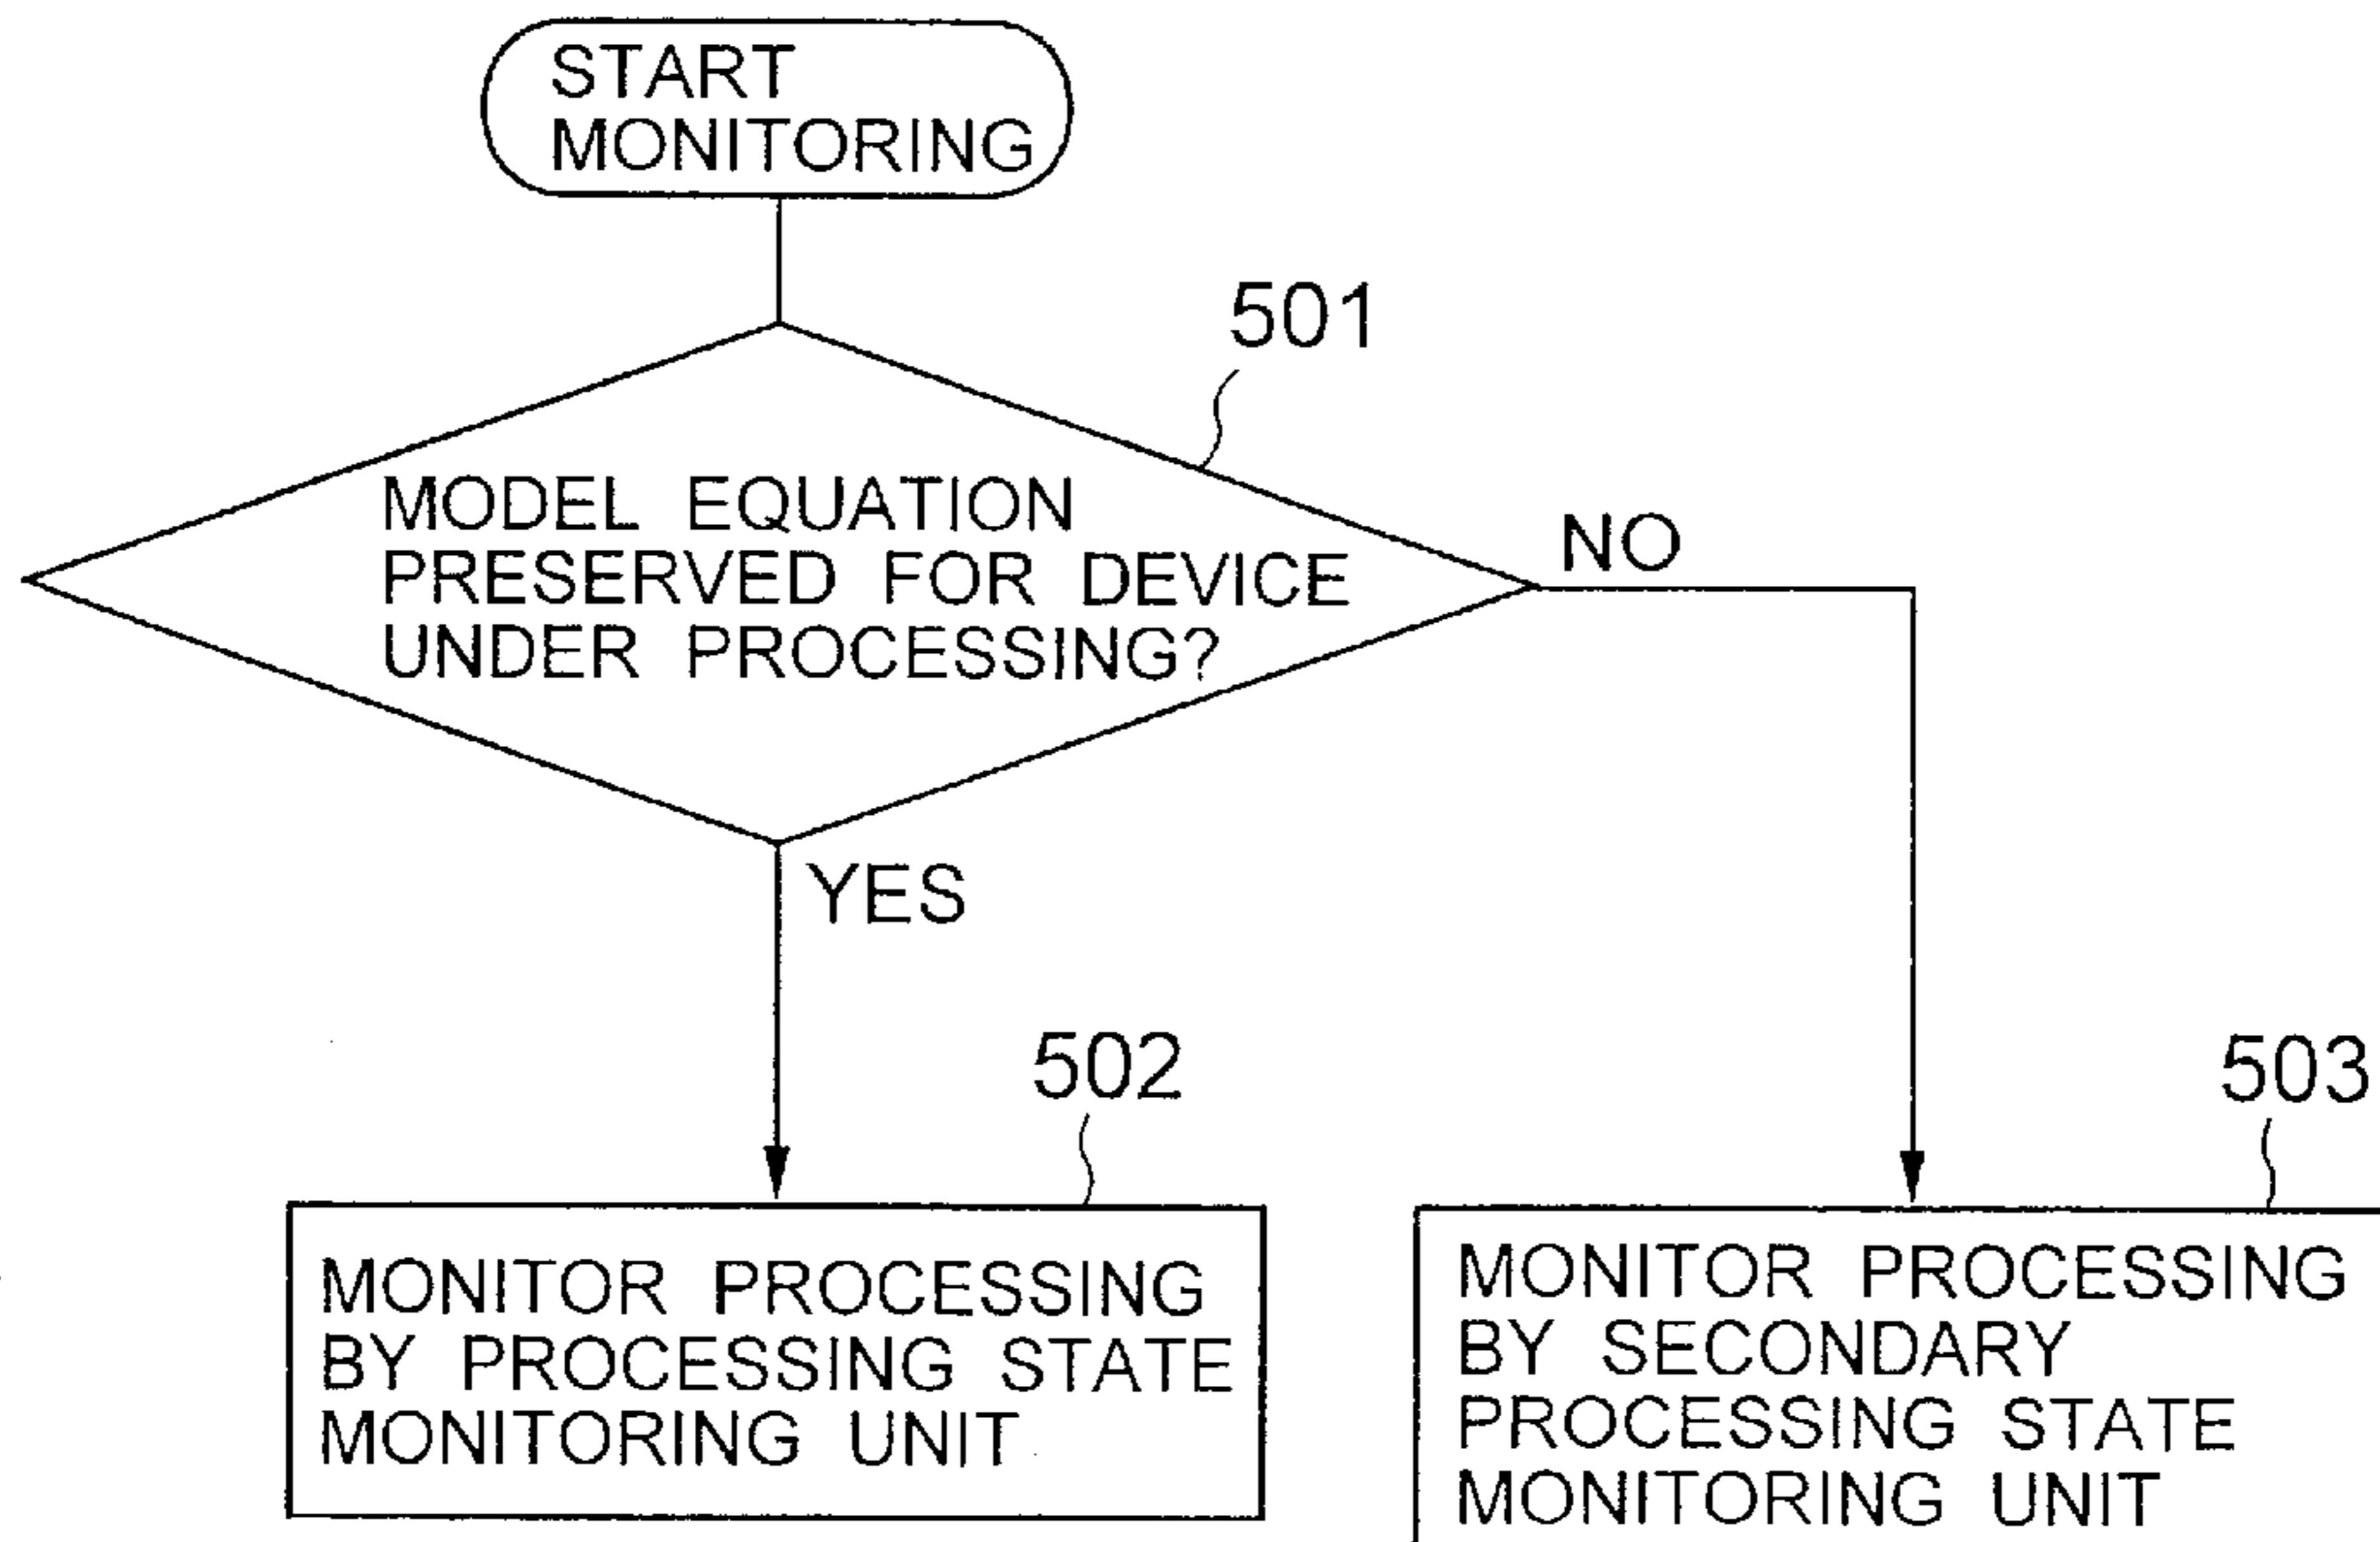 START
MONITORING
501
MODEL EQUATION
PRESERVED FOR DEVICE
UNDER PROCESSING?
NO
YES
502
MONITOR PROCESSING
BY PROCESSING STATE
MONITORING UNIT
503
MONITOR PROCESSING
BY SECONDARY
PROCESSING STATE
MONITORING UNIT